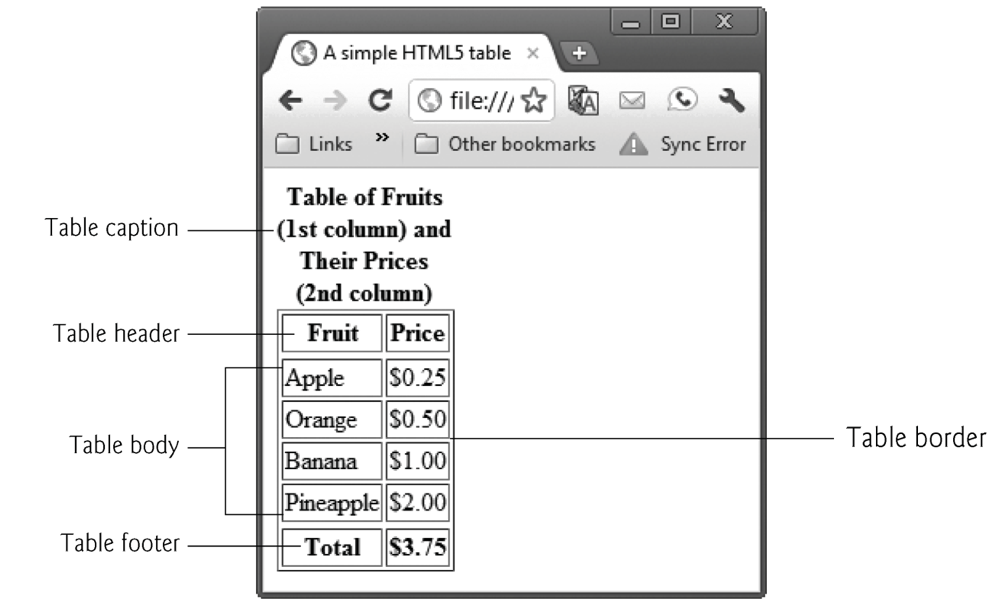 A simple HTML5 table
file:///
Links
»
Other bookmarks
Sync Error
Table of Fruits
(1st column) and
Their Prices
(2nd column)
Table caption
Fruit Price
Table header
Apple $0.25
Orange $0.50
Banana $1.00
Pineapple $2.00
Table body
Table border
Total $3.75
Table footer